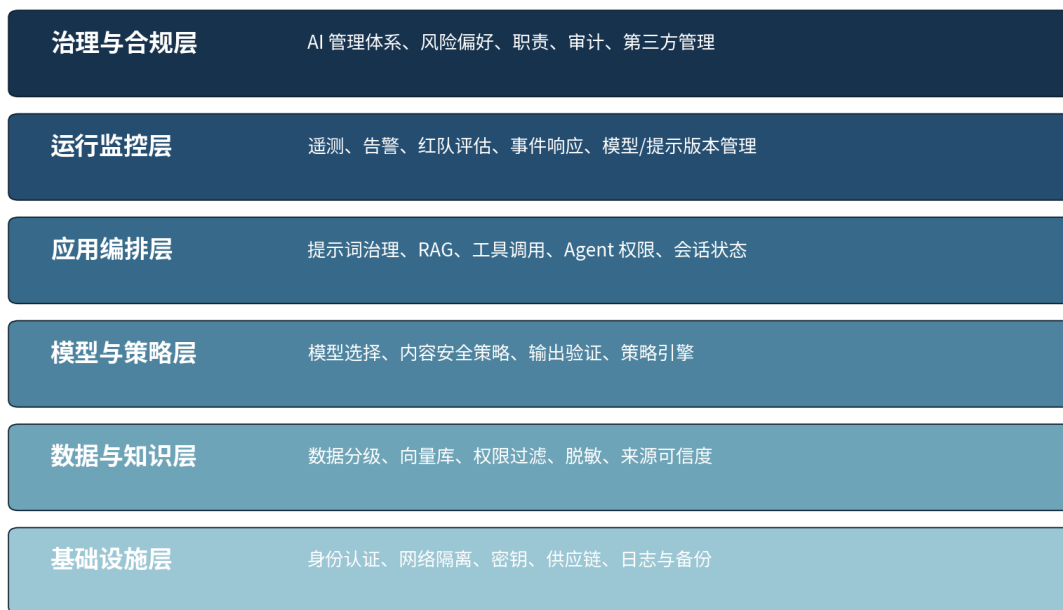 治理与合规层 AI 管理体系、风险偏好、职责、审计、第三方管理
运行监控层 遥测、告警、红队评估、事件响应、模型/提示版本管理
应用编排层 提示词治理、RAG、工具调用、Agent 权限、会话状态
模型与策略层 模型选择、内容安全策略、输出验证、策略引擎
数据与知识层 数据分级、向量库、权限过滤、脱敏、来源可信度
基础设施层 身份认证、网络隔离、密钥、供应链、日志与备份